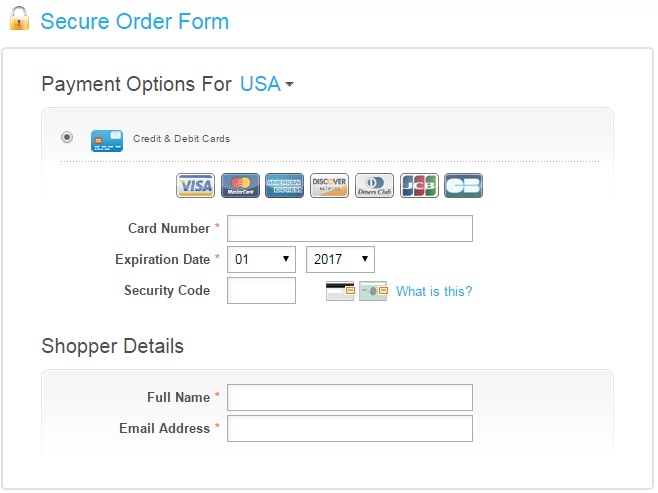 Secure Order Form
Payment Options For USA
Credit & Debit Cards
VISA MasterCard AMERICAN EXPRESS DISCOVER NETWORK Diners Club JCB CB
Card Number *
Expiration Date * 01 2017
Security Code What is this?
Shopper Details
Full Name *
Email Address *